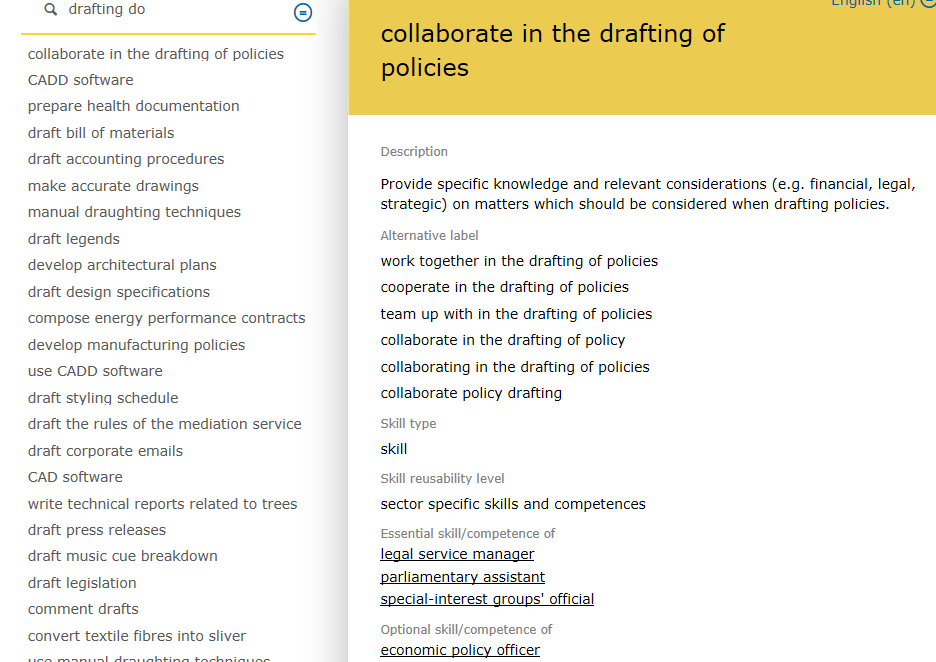 drafting do
collaborate in the drafting of policies
CADD software
prepare health documentation
draft bill of materials
draft accounting procedures
make accurate drawings
manual draughting techniques
draft legends
develop architectural plans
draft design specifications
compose energy performance contracts
develop manufacturing policies
use CADD software
draft styling schedule
draft the rules of the mediation service
draft corporate emails
CAD software
write technical reports related to trees
draft press releases
draft music cue breakdown
draft legislation
comment drafts
convert textile fibres into sliver
use manual draughting techniques
English (en)
collaborate in the drafting of
policies
Description
Provide specific knowledge and relevant considerations (e.g. financial, legal,
strategic) on matters which should be considered when drafting policies.
Alternative label
work together in the drafting of policies
cooperate in the drafting of policies
team up with in the drafting of policies
collaborate in the drafting of policy
collaborating in the drafting of policies
collaborate policy drafting
Skill type
skill
Skill reusability level
sector specific skills and competences
Essential skill/competence of
legal service manager
parliamentary assistant
special-interest groups' official
Optional skill/competence of
economic policy officer